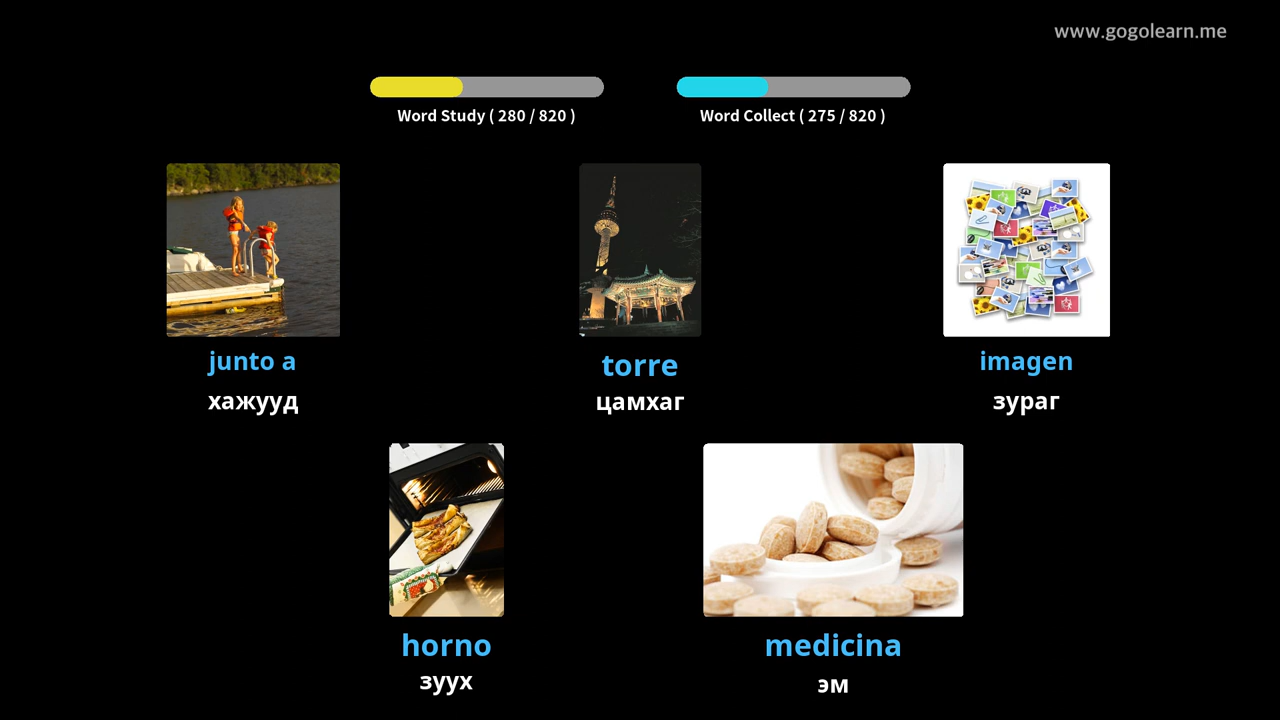 www.gogolearn.me
Word Study ( 280 / 820 )
Word Collect ( 275 / 820 )
junto a
хажууд
torre
цамхаг
imagen
зураг
horno
зуух
medicina
эм